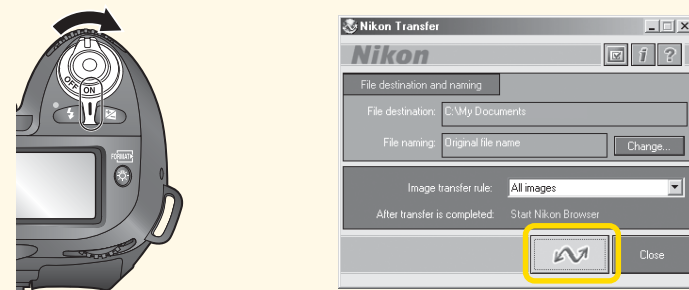 OFF
ON
FORMAT
Nikon Transfer
Nikon
File destination and naming
File destination: C:\My Documents
File naming: Original file name
Change...
Image transfer rule: All images
After transfer is completed: Start Nikon Browser
Close